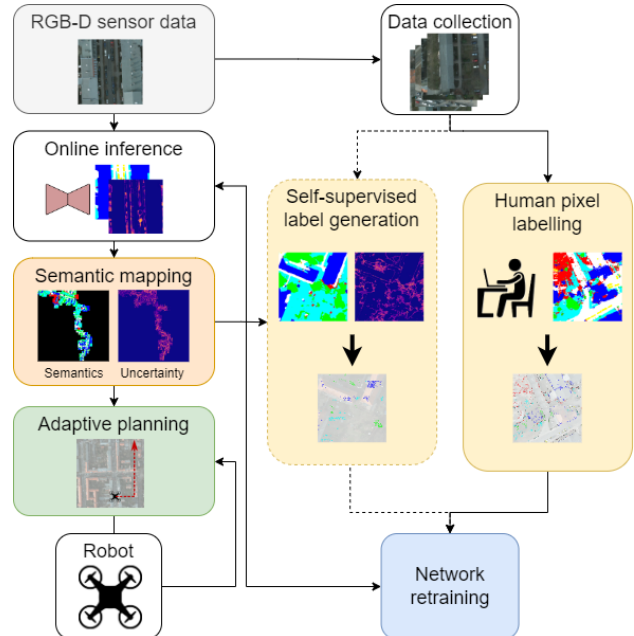 RGB-D sensor data
Data collection
Online inference
Self-supervised
label generation
Human pixel
labelling
Semantic mapping
Semantics
Uncertainty
Adaptive planning
Robot
Network
retraining